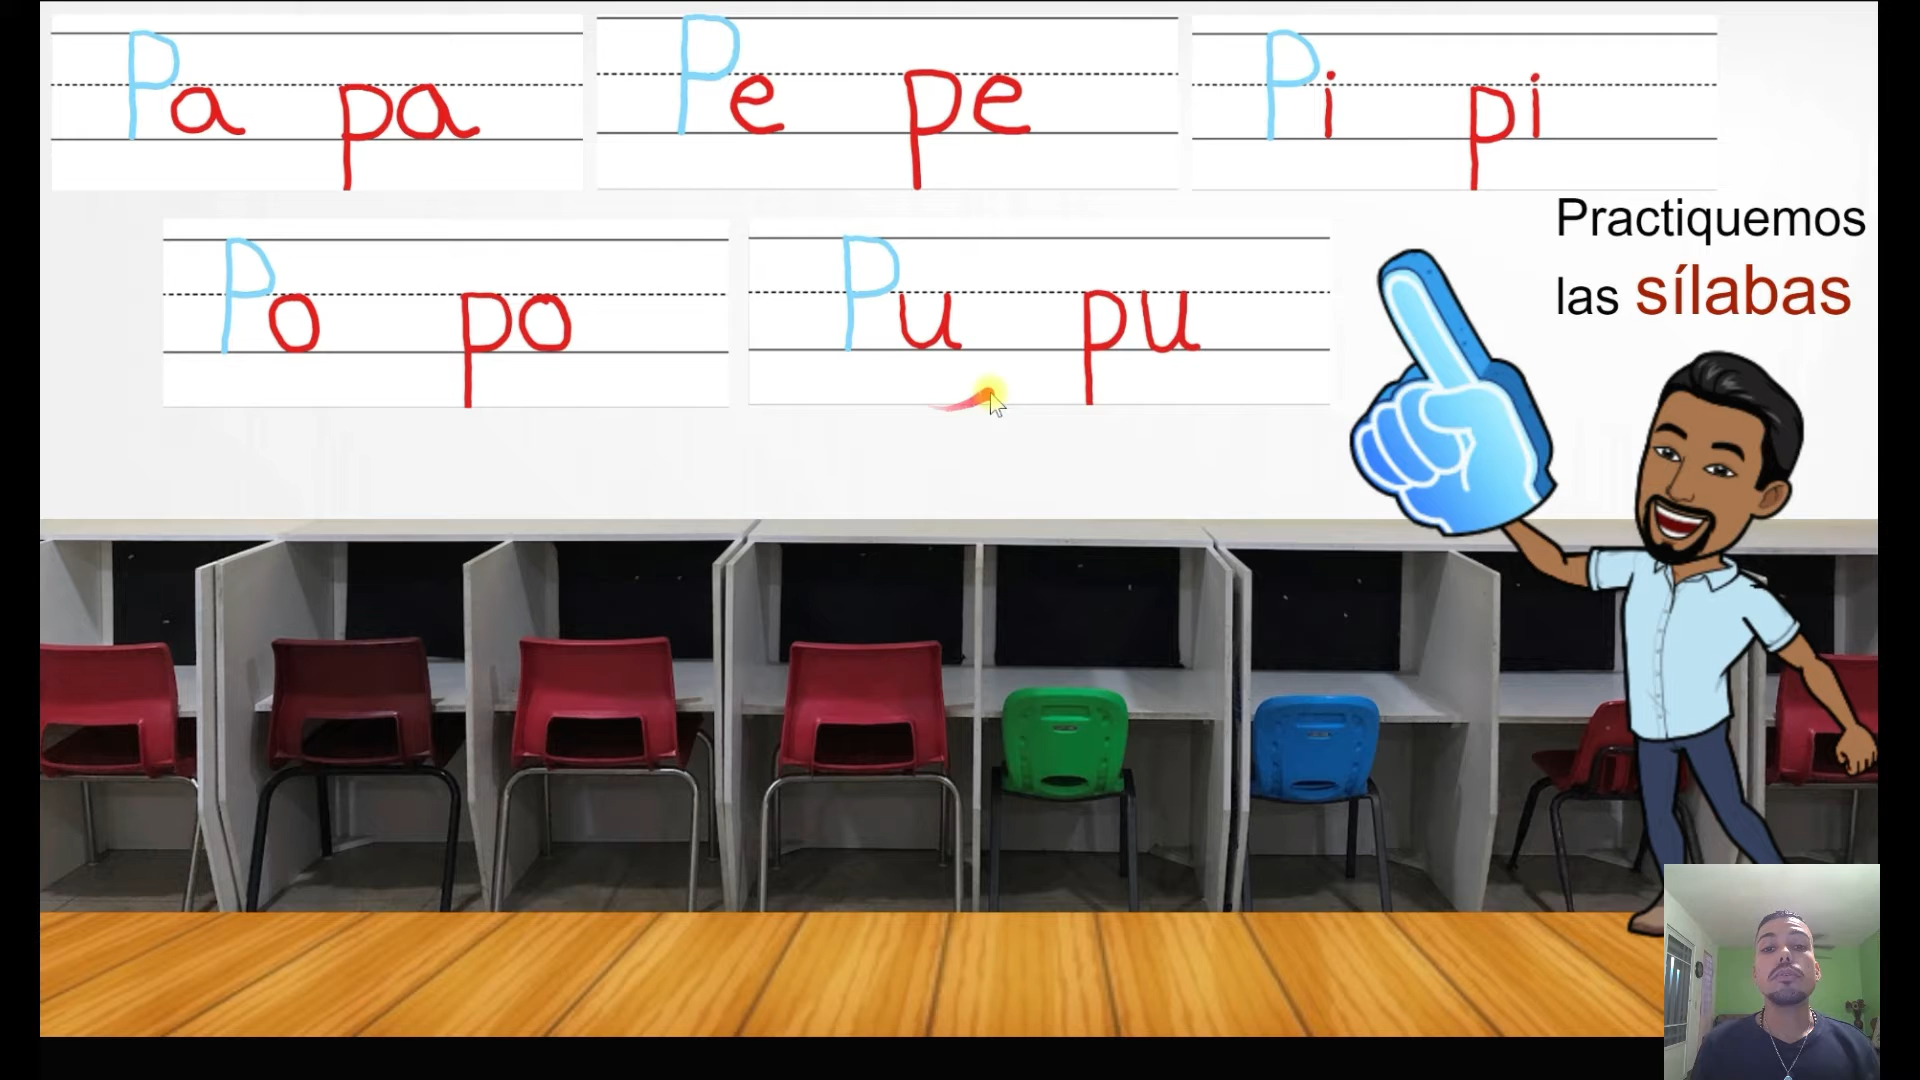 Pa pa
Pe pe
Pi pi
Po po
Pu pu
Practiquemos
las sílabas